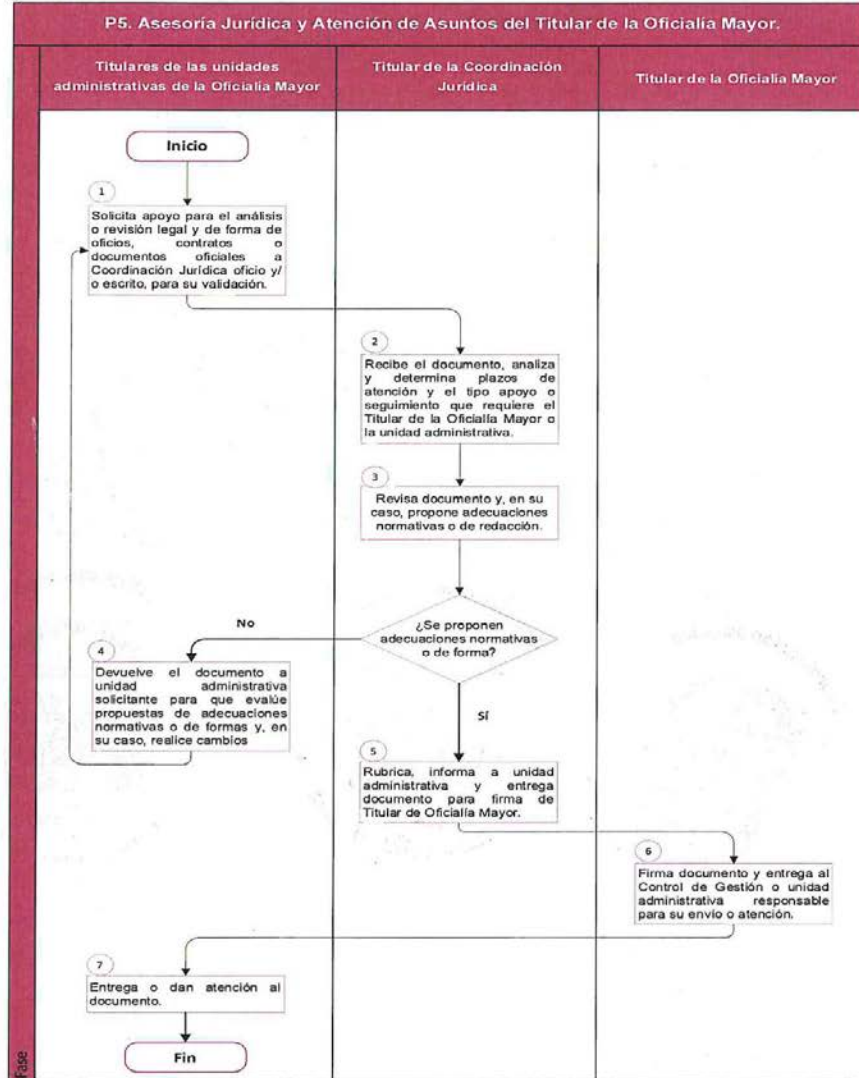 P5. Asesoría Jurídica y Atención de Asuntos del Titular de la Oficialía Mayor.
Titulares de las unidades
administrativas de la Oficialía Mayor
Titular de la Coordinación
Jurídica
Titular de la Oficialía Mayor
Inicio
1
Solicita apoyo para el análisis
o revisión legal y de forma de
oficios, contratos o
documentos oficiales a
Coordinación Jurídica oficio y/
o escrito, para su validación.
2
Recibe el documento, analiza
y determina plazos de
atención y el tipo apoyo o
seguimiento que requiere el
Titular de la Oficialía Mayor o
la unidad administrativa.
3
Revisa documento y, en su
caso, propone adecuaciones
normativas o de redacción.
¿Se proponen
adecuaciones normativas
o de forma?
No
4
Devuelve el documento a
unidad administrativa
solicitante para que evalúe
propuestas de adecuaciones
normativas o de formas y, en
su caso, realice cambios
Sí
5
Rubrica, informa a unidad
administrativa y entrega
documento para firma de
Titular de Oficialía Mayor.
6
Firma documento y entrega al
Control de Gestión o unidad
administrativa responsable
para su envío o atención.
7
Entrega o dan atención al
documento.
Fin
Fase